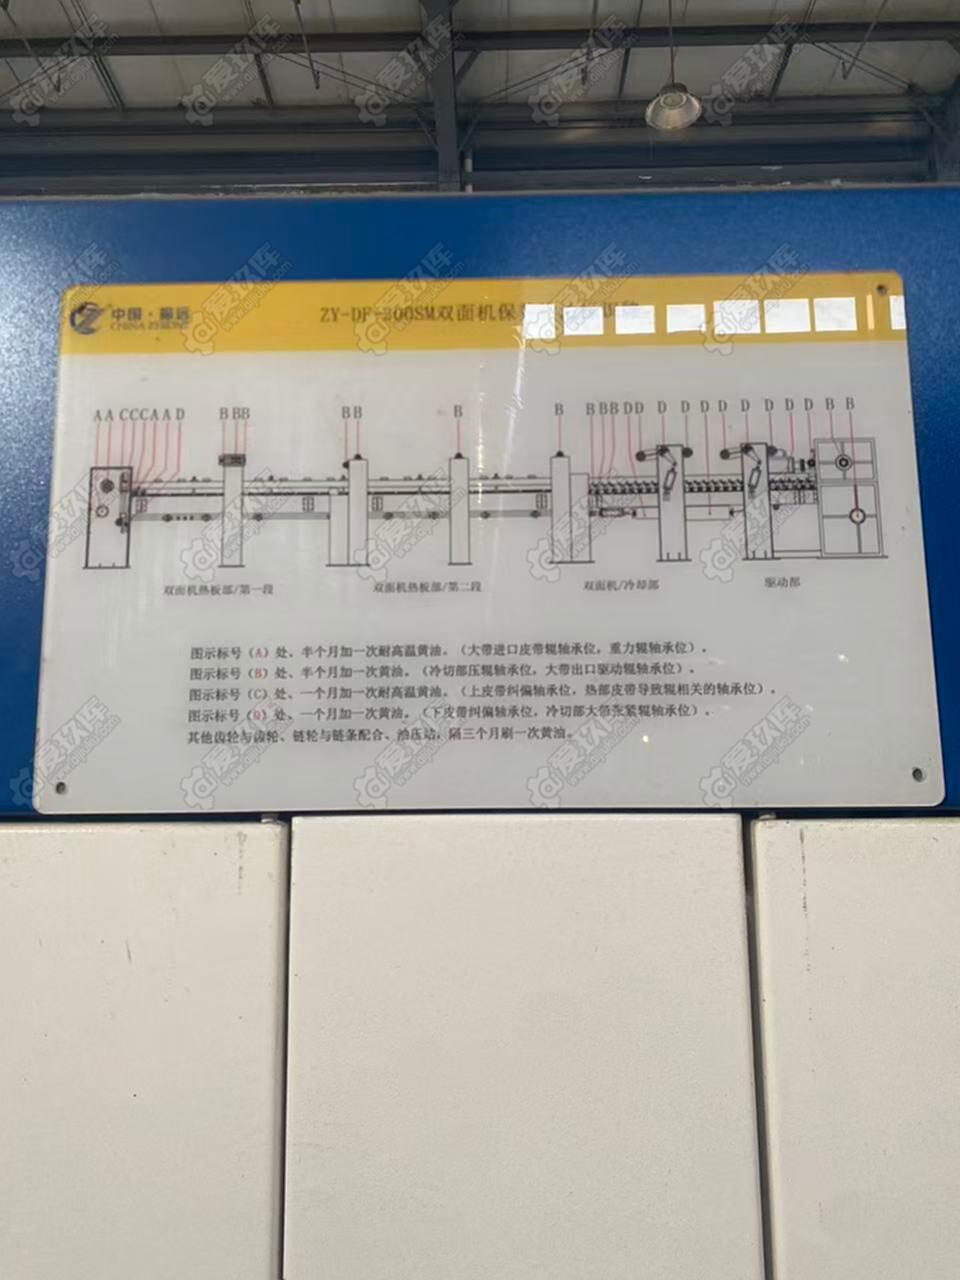 中国·振远
CHINA ZHENYUAN
ZY-DF-300SM双面机保
A A C C C A A D B B B B B B B B B B D D D D D D D D D D B B
双面机热板部/第一段
双面机热板部/第二段
双面机/冷却部
驱动部
图示标号（A）处、半个月加一次耐高温黄油。（大带进口皮带辊轴承位，重力辊轴承位）。
图示标号（B）处、半个月加一次黄油。（冷切部压辊轴承位，大带出口驱动辊轴承位）。
图示标号（C）处、一个月加一次耐高温黄油。（上皮带纠偏轴承位，热部皮带导致辊相关的轴承位）。
图示标号（D）处、一个月加一次黄油。（下皮带纠偏轴承位，冷切部大带张紧辊轴承位）。
其他齿轮与齿轮、链轮与链条配合、油压站，隔三个月刷一次黄油。
爱玖库
www.aijiuku.com